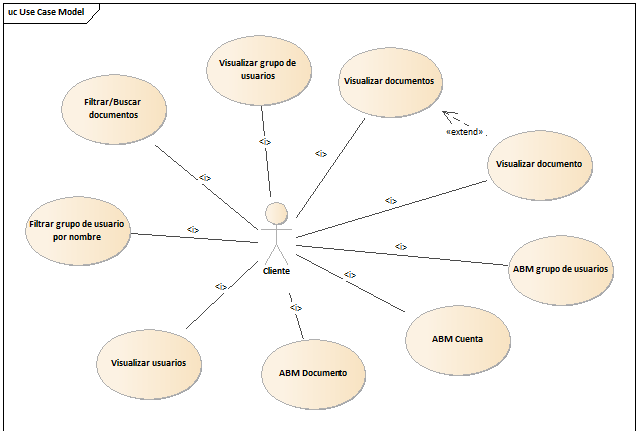 uc Use Case Model
Visualizar grupo de
usuarios
Visualizar documentos
Filtrar/Buscar
documentos
«extend»
<i>
<i>
Visualizar documento
<i>
<i>
Filtrar grupo de usuario
por nombre
<i>
<i>
ABM grupo de usuarios
Cliente
<i>
<i>
<i>
ABM Cuenta
Visualizar usuarios
ABM Documento